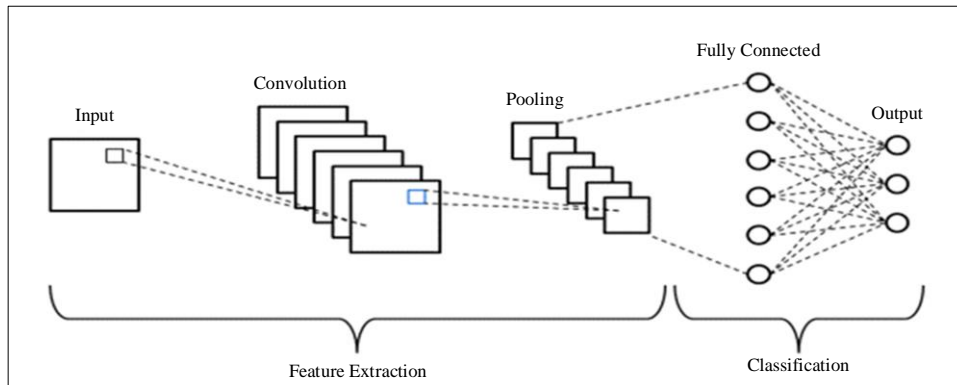 Input
Convolution
Pooling
Fully Connected
Output
Feature Extraction
Classification